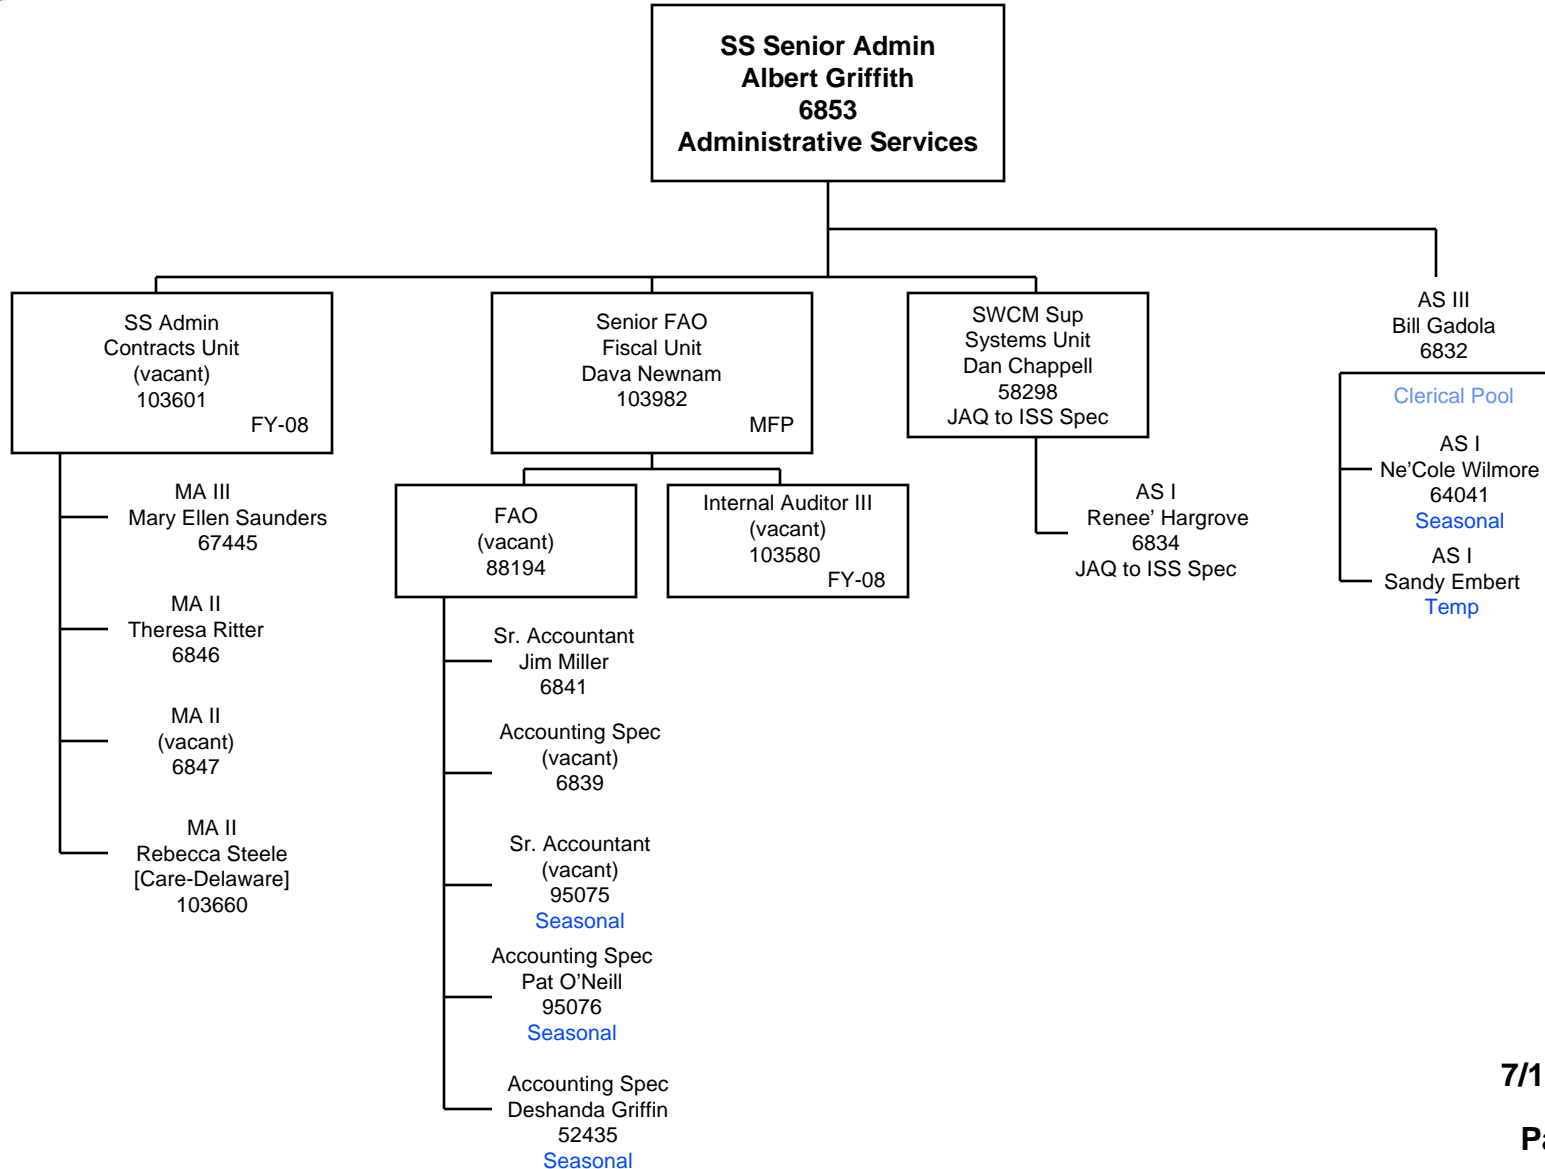 SS Senior Admin
Albert Griffith
6853
Administrative Services
SS Admin
Contracts Unit
(vacant)
103601
FY-08
Senior FAO
Fiscal Unit
Dava Newnam
103982
MFP
SWCM Sup
Systems Unit
Dan Chappell
58298
JAQ to ISS Spec
AS III
Bill Gadola
6832
Clerical Pool
AS I
Ne’Cole Wilmore
64041
Seasonal
AS I
Sandy Embert
Temp
MA III
Mary Ellen Saunders
67445
MA II
Theresa Ritter
6846
MA II
(vacant)
6847
MA II
Rebecca Steele
[Care-Delaware]
103660
FAO
(vacant)
88194
Internal Auditor III
(vacant)
103580
FY-08
AS I
Renee’ Hargrove
6834
JAQ to ISS Spec
Sr. Accountant
Jim Miller
6841
Accounting Spec
(vacant)
6839
Sr. Accountant
(vacant)
95075
Seasonal
Accounting Spec
Pat O’Neill
95076
Seasonal
Accounting Spec
Deshanda Griffin
52435
Seasonal
7/1